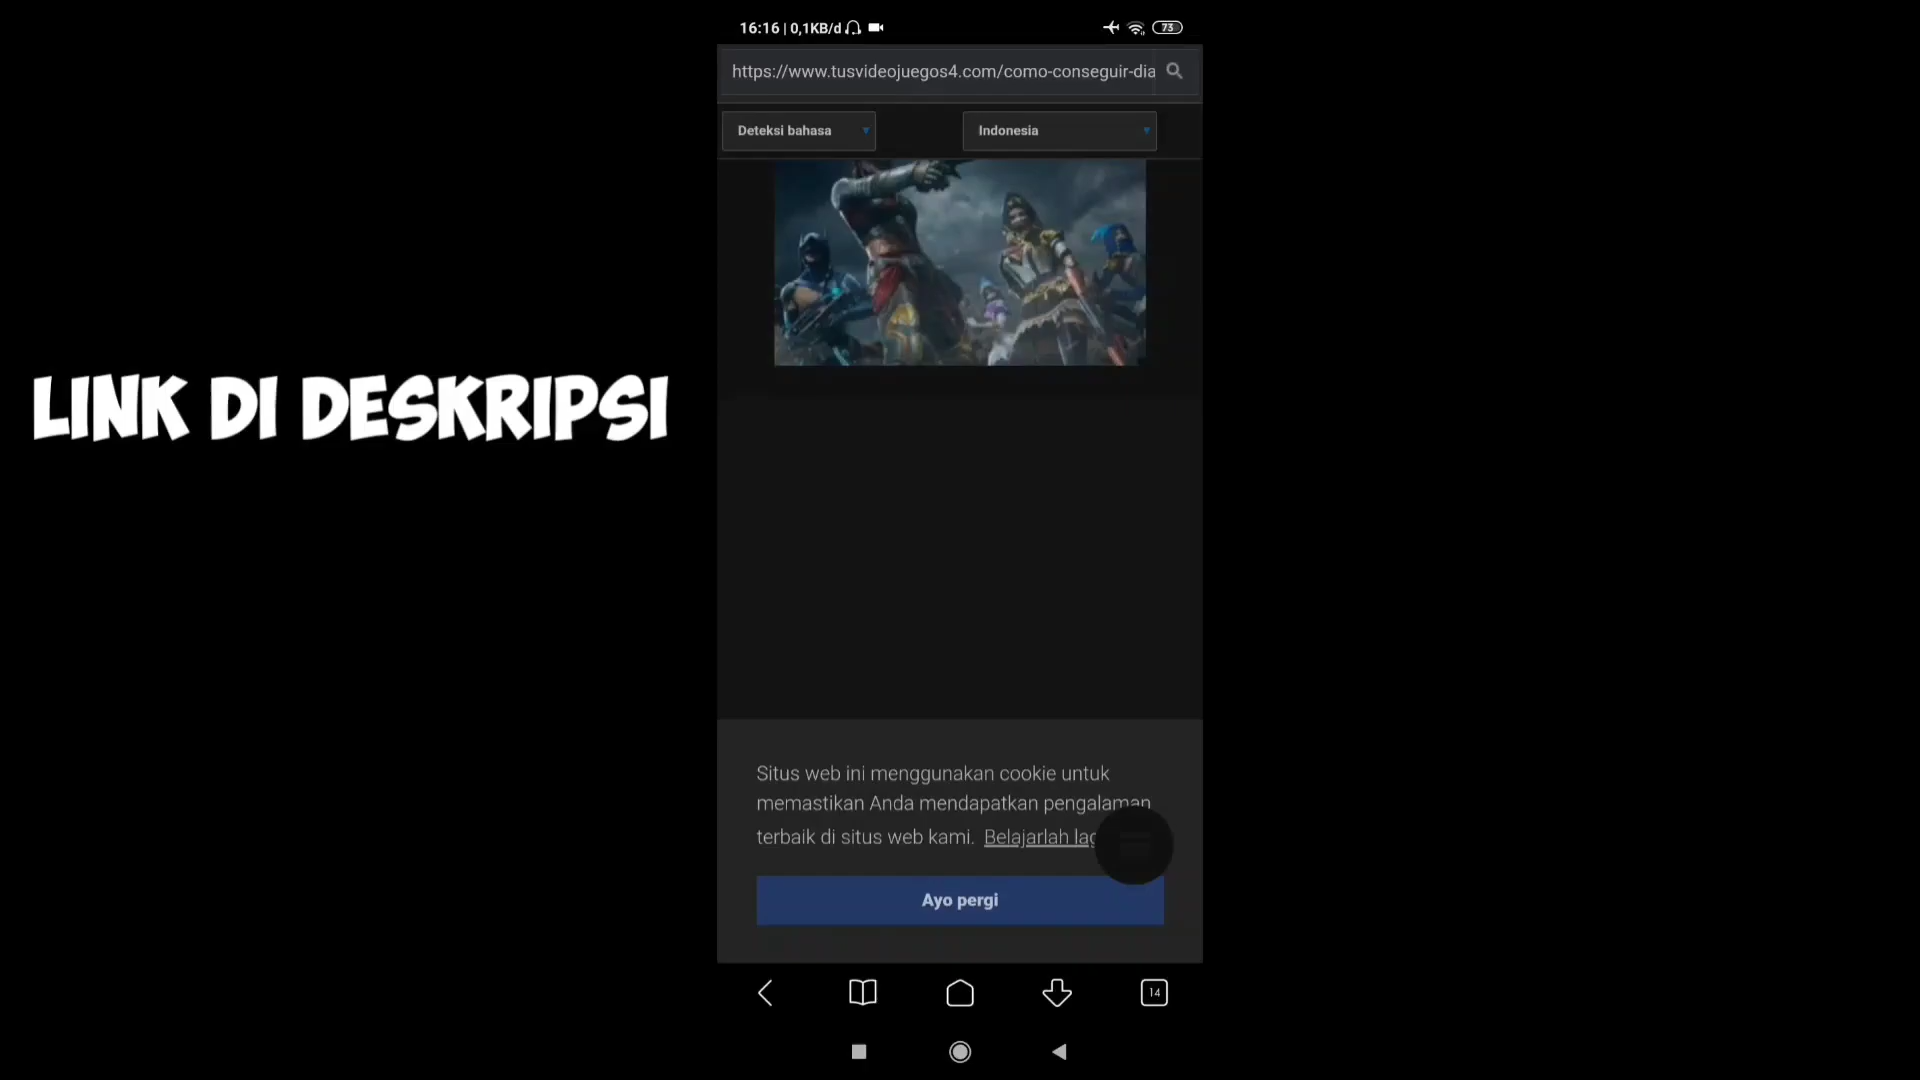 16:16 | 0,1KB/d
73
https://www.tusvideojuegos4.com/como-conseguir-dia
Deteksi bahasa
Indonesia
LINK DI DESKRIPSI
Situs web ini menggunakan cookie untuk
memastikan Anda mendapatkan pengalaman
terbaik di situs web kami. Belajarlah lag
Ayo pergi
14